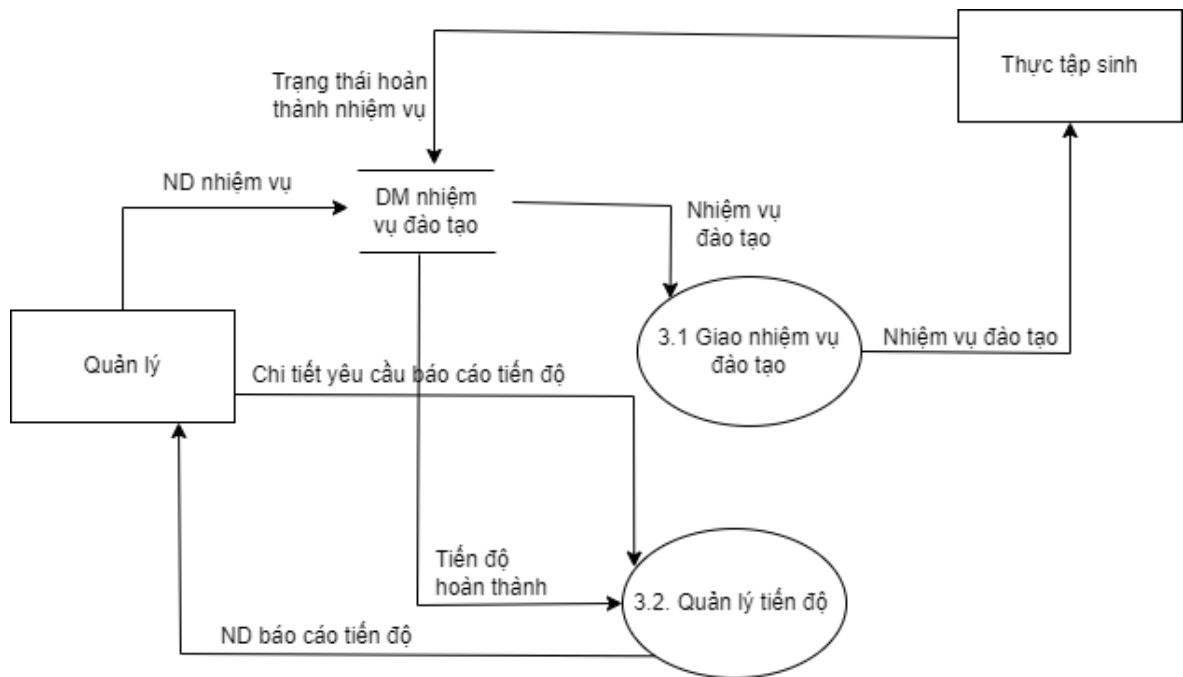 Thực tập sinh
Trạng thái hoàn
thành nhiệm vụ
ND nhiệm vụ
DM nhiệm
vụ đào tạo
Nhiệm vụ
đào tạo
3.1 Giao nhiệm vụ
đào tạo
Nhiệm vụ đào tạo
Quản lý
Chi tiết yêu cầu báo cáo tiến độ
Tiến độ
hoàn thành
3.2. Quản lý tiến độ
ND báo cáo tiến độ